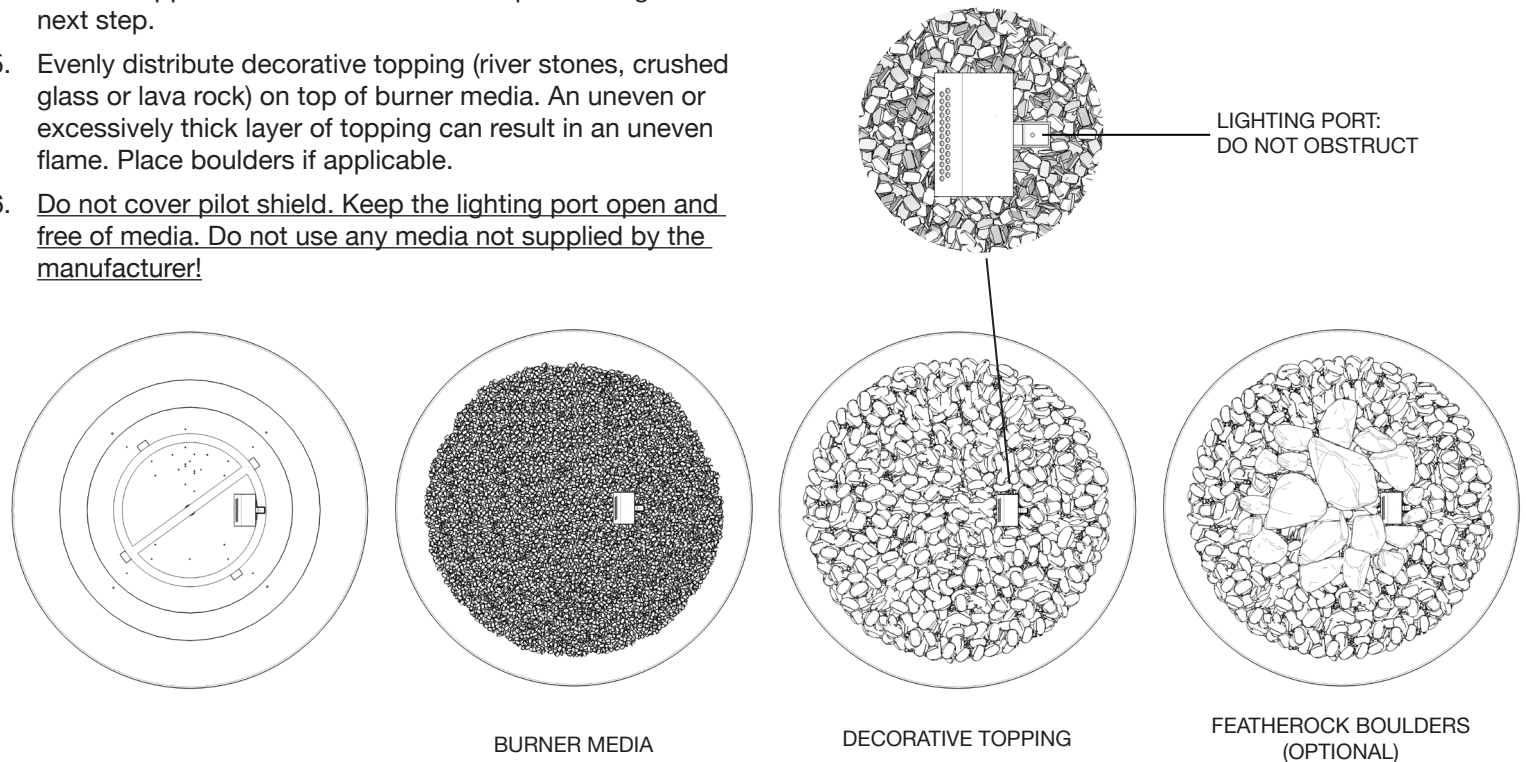 next step.
5. Evenly distribute decorative topping (river stones, crushed
glass or lava rock) on top of burner media. An uneven or
excessively thick layer of topping can result in an uneven
flame. Place boulders if applicable.
6. Do not cover pilot shield. Keep the lighting port open and
free of media. Do not use any media not supplied by the
manufacturer!
LIGHTING PORT:
DO NOT OBSTRUCT
BURNER MEDIA
DECORATIVE TOPPING
FEATHEROCK BOULDERS
(OPTIONAL)